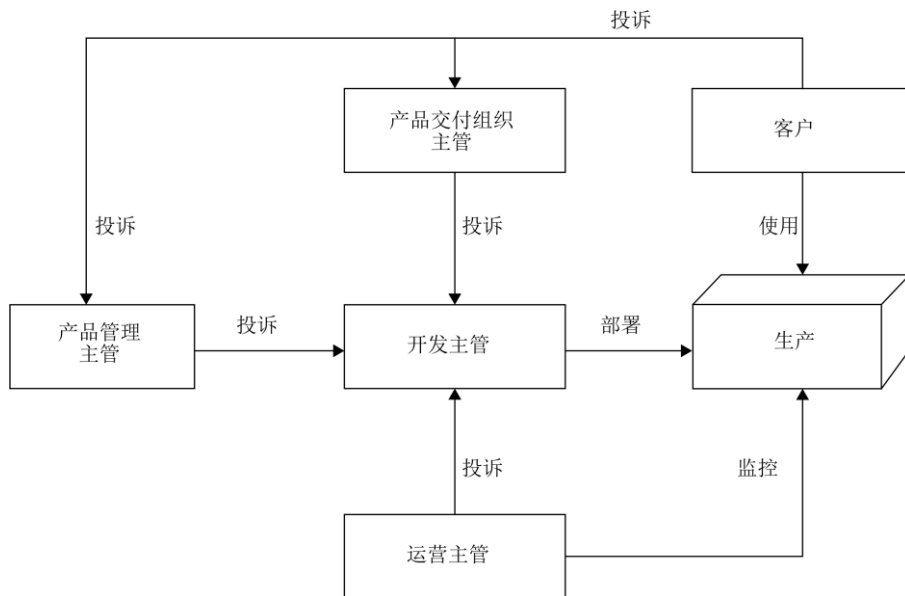 投诉
产品交付组织
主管
客户
投诉
投诉
使用
产品管理
主管
投诉
开发主管
部署
生产
投诉
监控
运营主管